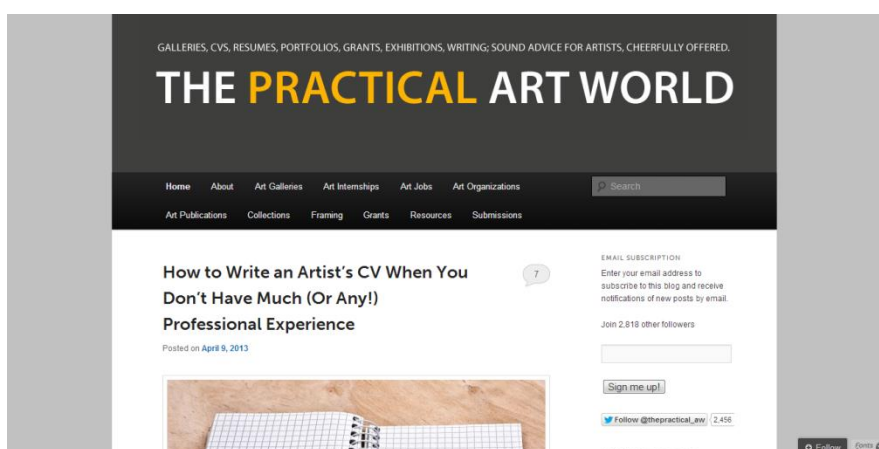 GALLERIES, CVS, RESUMES, PORTFOLIOS, GRANTS, EXHIBITIONS, WRITING; SOUND ADVICE FOR ARTISTS, CHEERFULLY OFFERED.
THE PRACTICAL ART WORLD
Home About Art Galleries Art Internships Art Jobs Art Organizations
Search
Art Publications Collections Framing Grants Resources Submissions
How to Write an Artist's CV When You
Don't Have Much (Or Any!)
Professional Experience
7
Posted on April 9, 2013
EMAIL SUBSCRIPTION
Enter your email address to
subscribe to this blog and receive
notifications of new posts by email.
Join 2,818 other followers
Sign me up!
Follow @thepractical_aw 2,456
Follow
Fonts